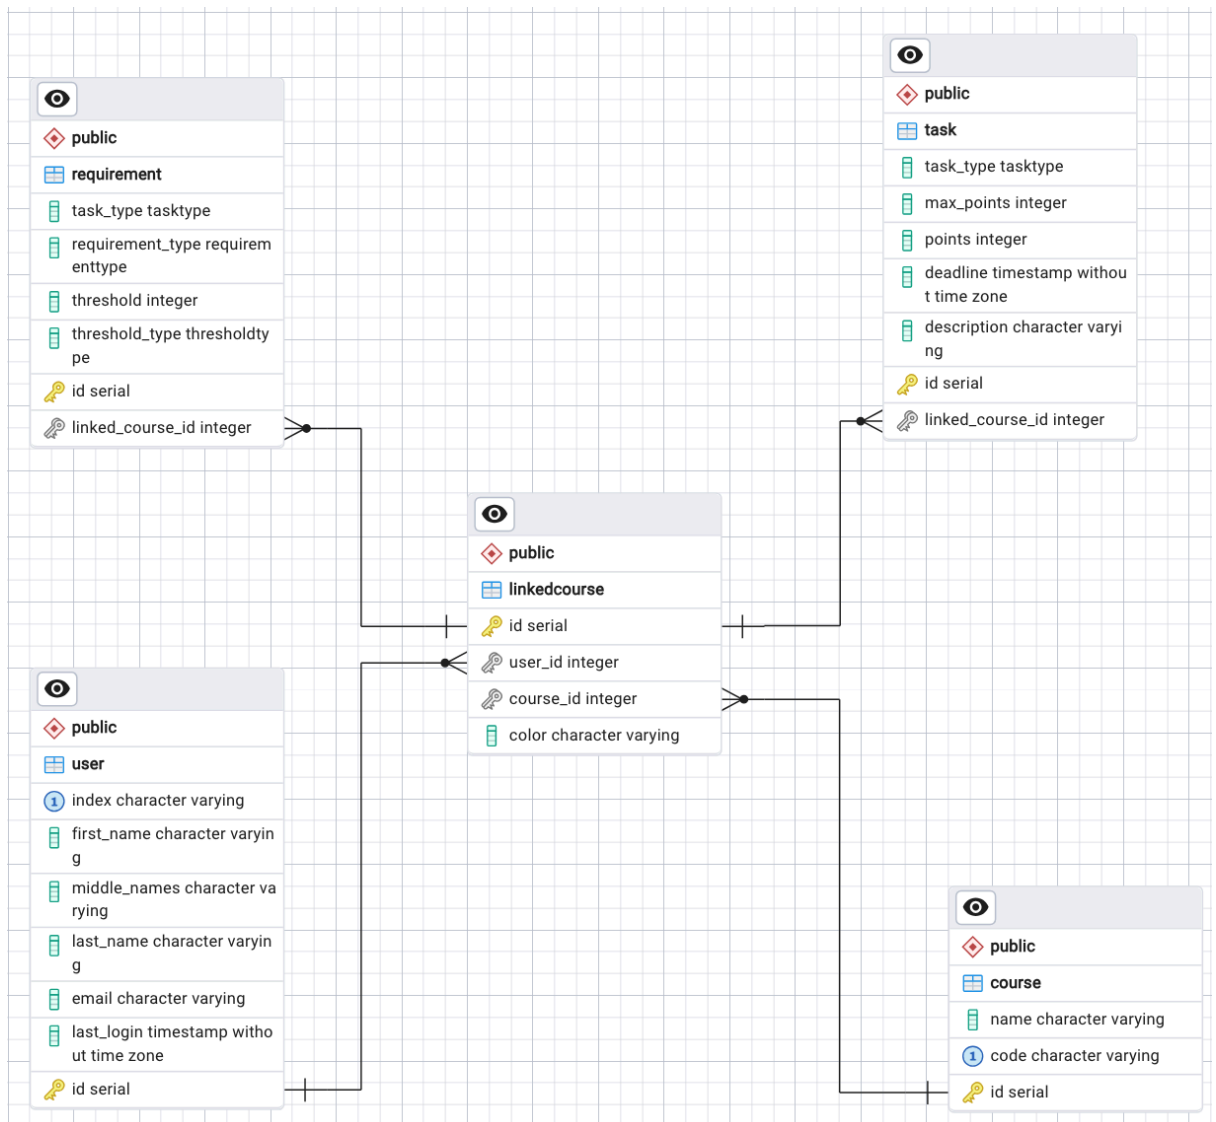 public
requirement
task_type tasktype
requirement_type requirem
enttype
threshold integer
threshold_type thresholdty
pe
id serial
linked_course_id integer
public
task
task_type tasktype
max_points integer
points integer
deadline timestamp withou
t time zone
description character varyi
ng
id serial
linked_course_id integer
public
linkedcourse
id serial
user_id integer
course_id integer
color character varying
public
user
1 index character varying
first_name character varyin
g
middle_names character va
rying
last_name character varyin
g
email character varying
last_login timestamp witho
ut time zone
id serial
public
course
name character varying
1 code character varying
id serial